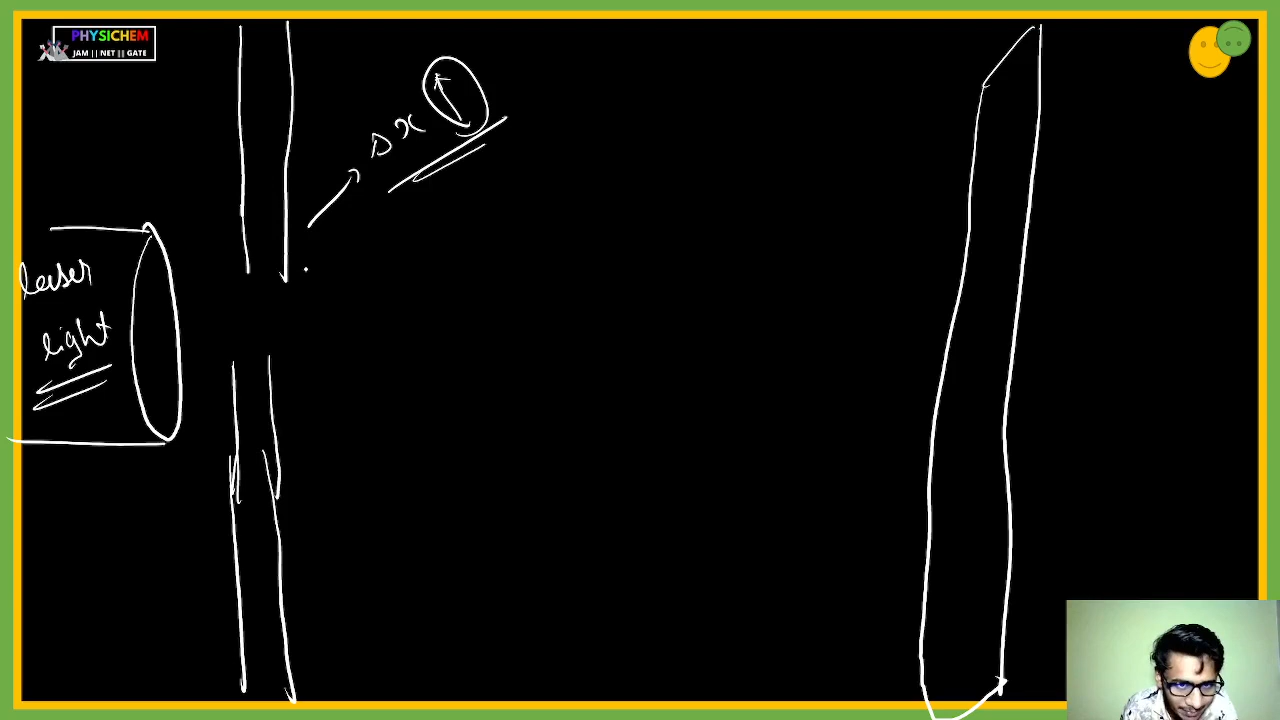 PHYSICHEM
JAM || NET || GATE
Δx ↑
laser
light